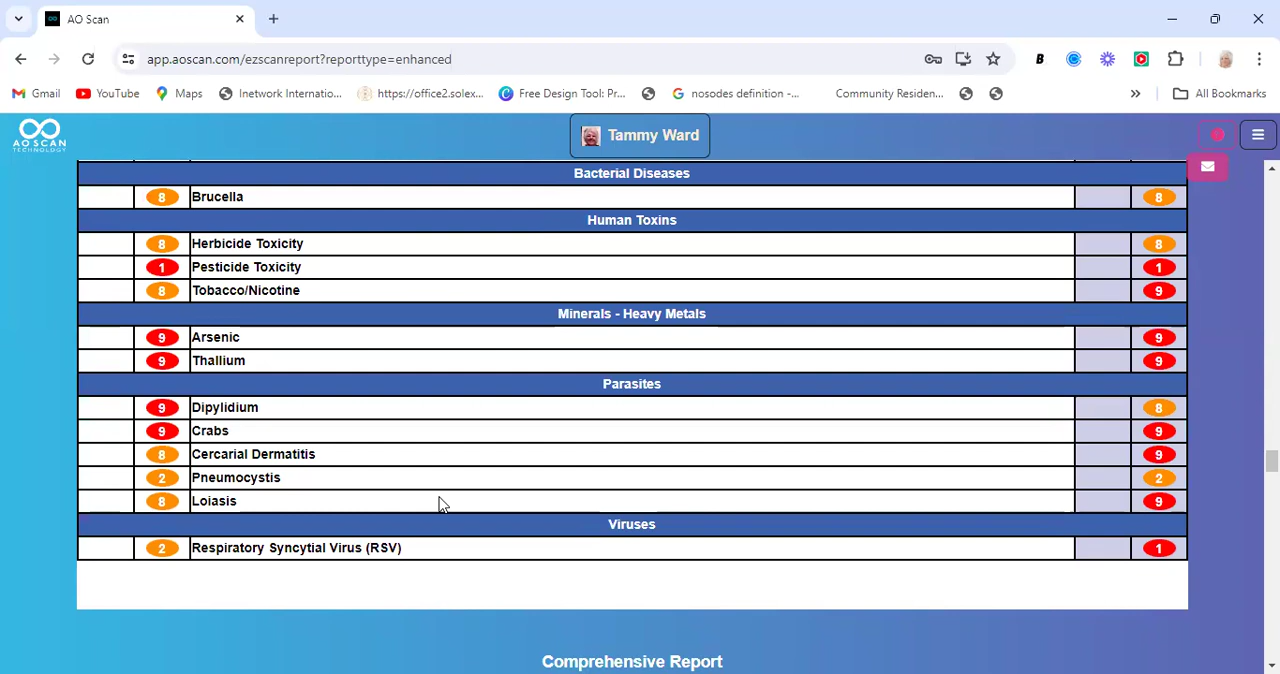 AO Scan
app.aoscan.com/ezscanreport?reporttype=enhanced
Gmail YouTube Maps Inetwork Internatio... https://office2.solex... Free Design Tool: Pr... nosodes definition -... Community Residen... » All Bookmarks
AO SCAN
TECHNOLOGY
Tammy Ward
Bacterial Diseases
8 Brucella 8
Human Toxins
8 Herbicide Toxicity 8
1 Pesticide Toxicity 1
8 Tobacco/Nicotine 9
Minerals - Heavy Metals
9 Arsenic 9
9 Thallium 9
Parasites
9 Dipylidium 8
9 Crabs 9
8 Cercarial Dermatitis 9
2 Pneumocystis 2
8 Loiasis 9
Viruses
2 Respiratory Syncytial Virus (RSV) 1
Comprehensive Report